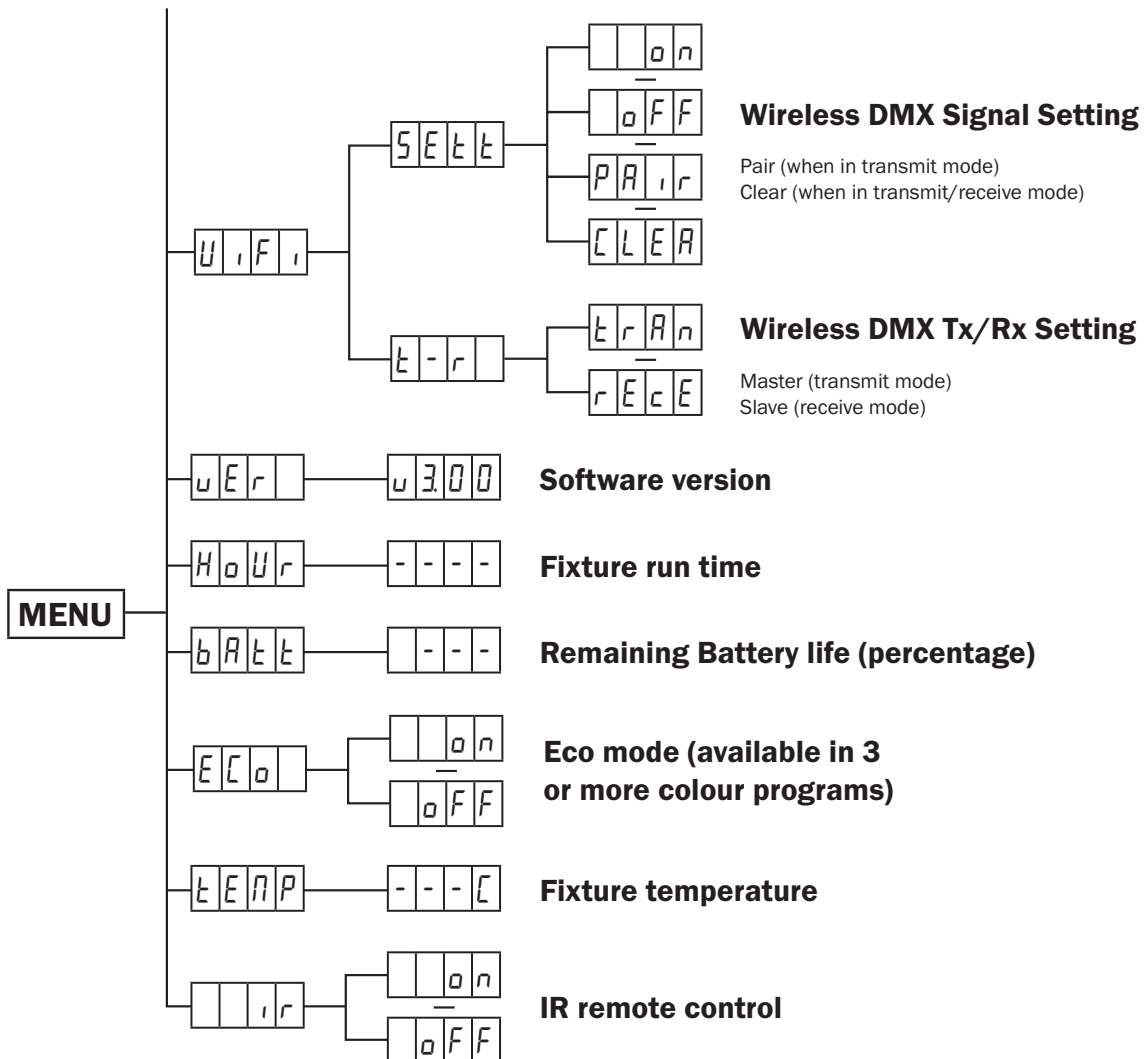 on
oFF
Wireless DMX Signal Setting
SEtt
PAir
Pair (when in transmit mode)
Clear (when in transmit/receive mode)
CLEA
UiFi
trAn
Wireless DMX Tx/Rx Setting
t-r
rEcE
Master (transmit mode)
Slave (receive mode)
vEr
v3.00
Software version
HoUr
----
Fixture run time
MENU
bAtt
---
Remaining Battery life (percentage)
ECo
on
oFF
Eco mode (available in 3
or more colour programs)
tEMP
---C
Fixture temperature
ir
on
oFF
IR remote control